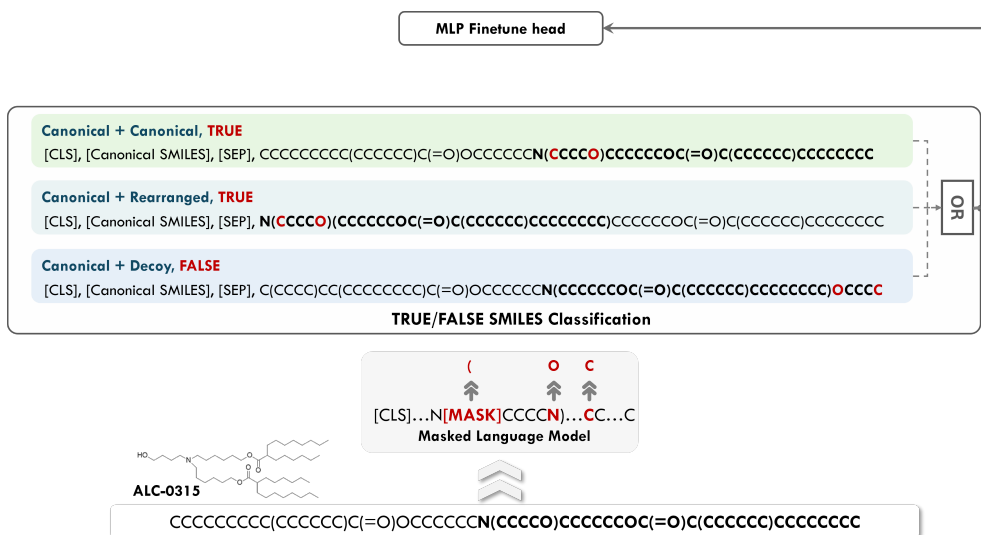 MLP Finetune head
Canonical + Canonical, TRUE
[CLS], [Canonical SMILES], [SEP], CCCCCCCCC(CCCCCC)C(=O)OCCCCCCN(CCCCO)CCCCCCOC(=O)C(CCCCCC)CCCCCCCC
Canonical + Rearranged, TRUE
[CLS], [Canonical SMILES], [SEP], N(CCCCO)(CCCCCCOC(=O)C(CCCCCC)CCCCCCCC)CCCCCCOC(=O)C(CCCCCC)CCCCCCCC
OR
Canonical + Decoy, FALSE
[CLS], [Canonical SMILES], [SEP], C(CCCC)CC(CCCCCCCC)C(=O)OCCCCCCN(CCCCCCOC(=O)C(CCCCCC)CCCCCCCC)OCCCC
TRUE/FALSE SMILES Classification
( O C
[CLS]...N[MASK]CCCCN)...CC...C
Masked Language Model
HO N O O
O O
ALC-0315
CCCCCCCCC(CCCCCC)C(=O)OCCCCCCN(CCCCO)CCCCCCOC(=O)C(CCCCCC)CCCCCCCC